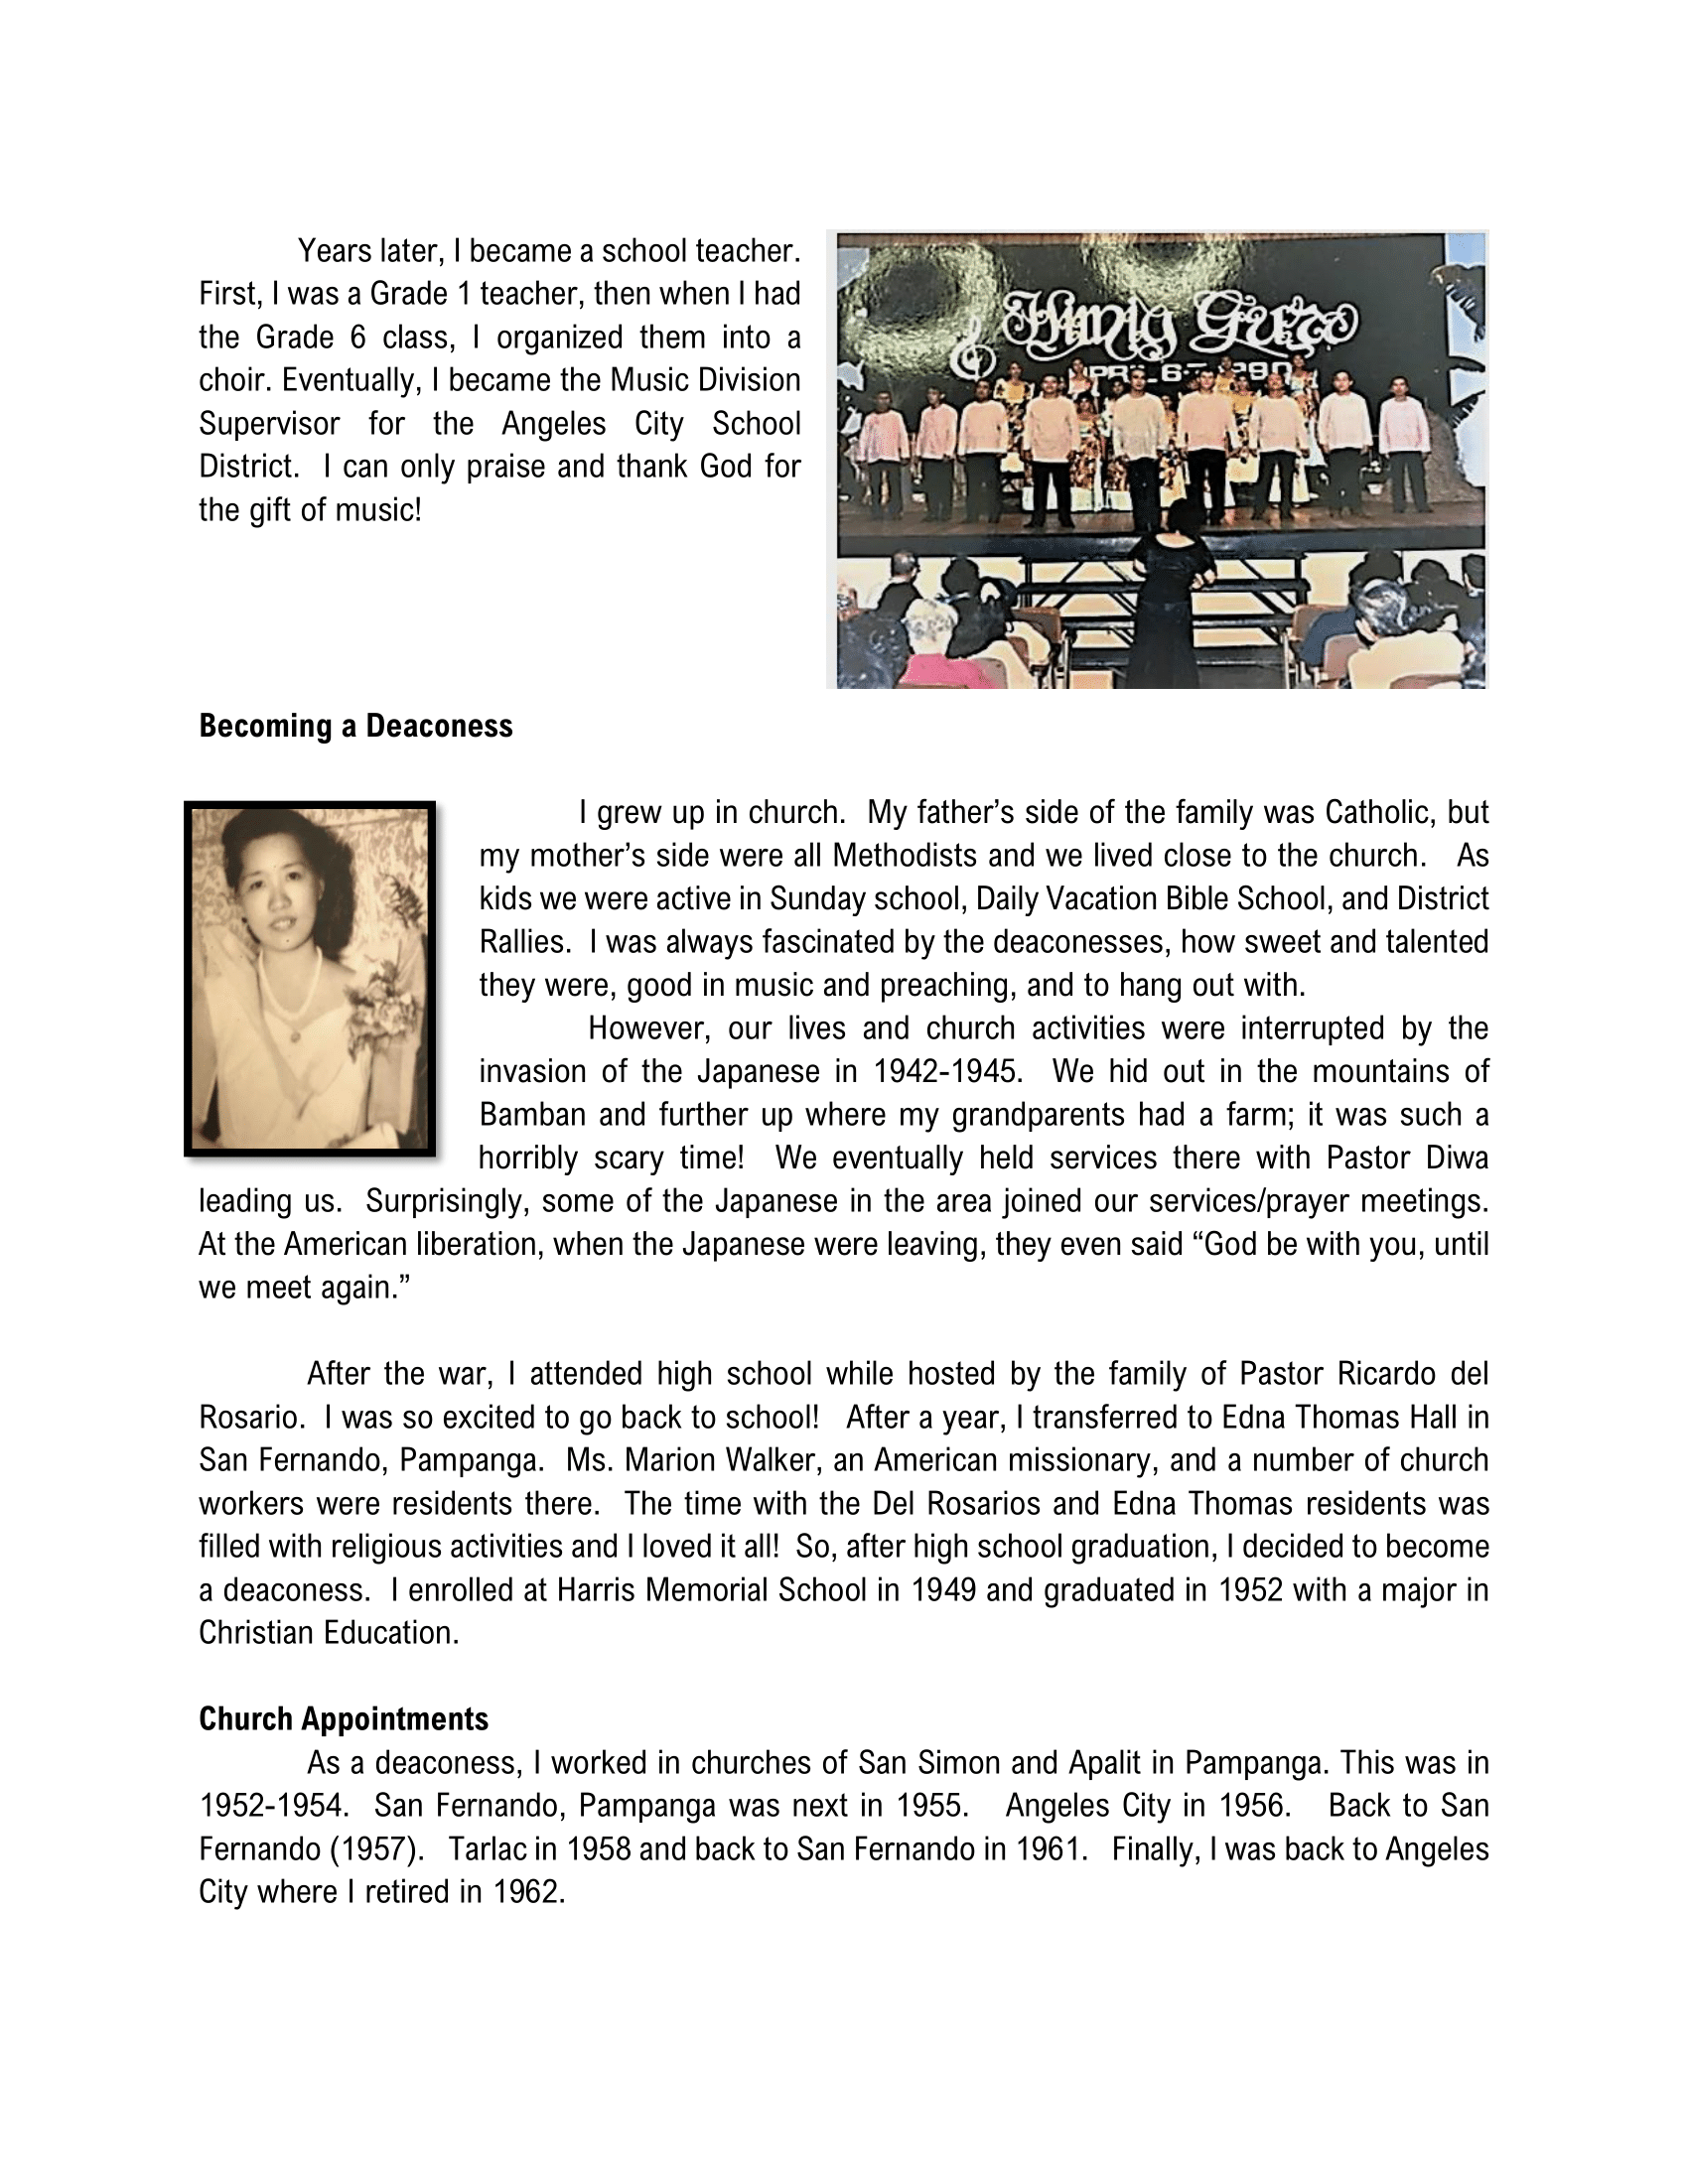 Years later, I became a school teacher.
First, I was a Grade 1 teacher, then when I had
the Grade 6 class, I organized them into a
choir. Eventually, I became the Music Division
Supervisor for the Angeles City School
District. I can only praise and thank God for
the gift of music!
Himig Guro
Becoming a Deaconess
I grew up in church. My father’s side of the family was Catholic, but
my mother’s side were all Methodists and we lived close to the church. As
kids we were active in Sunday school, Daily Vacation Bible School, and District
Rallies. I was always fascinated by the deaconesses, how sweet and talented
they were, good in music and preaching, and to hang out with.
However, our lives and church activities were interrupted by the
invasion of the Japanese in 1942-1945. We hid out in the mountains of
Bamban and further up where my grandparents had a farm; it was such a
horribly scary time! We eventually held services there with Pastor Diwa
leading us. Surprisingly, some of the Japanese in the area joined our services/prayer meetings.
At the American liberation, when the Japanese were leaving, they even said “God be with you, until
we meet again.”
After the war, I attended high school while hosted by the family of Pastor Ricardo del
Rosario. I was so excited to go back to school! After a year, I transferred to Edna Thomas Hall in
San Fernando, Pampanga. Ms. Marion Walker, an American missionary, and a number of church
workers were residents there. The time with the Del Rosarios and Edna Thomas residents was
filled with religious activities and I loved it all! So, after high school graduation, I decided to become
a deaconess. I enrolled at Harris Memorial School in 1949 and graduated in 1952 with a major in
Christian Education.
Church Appointments
As a deaconess, I worked in churches of San Simon and Apalit in Pampanga. This was in
1952-1954. San Fernando, Pampanga was next in 1955. Angeles City in 1956. Back to San
Fernando (1957). Tarlac in 1958 and back to San Fernando in 1961. Finally, I was back to Angeles
City where I retired in 1962.